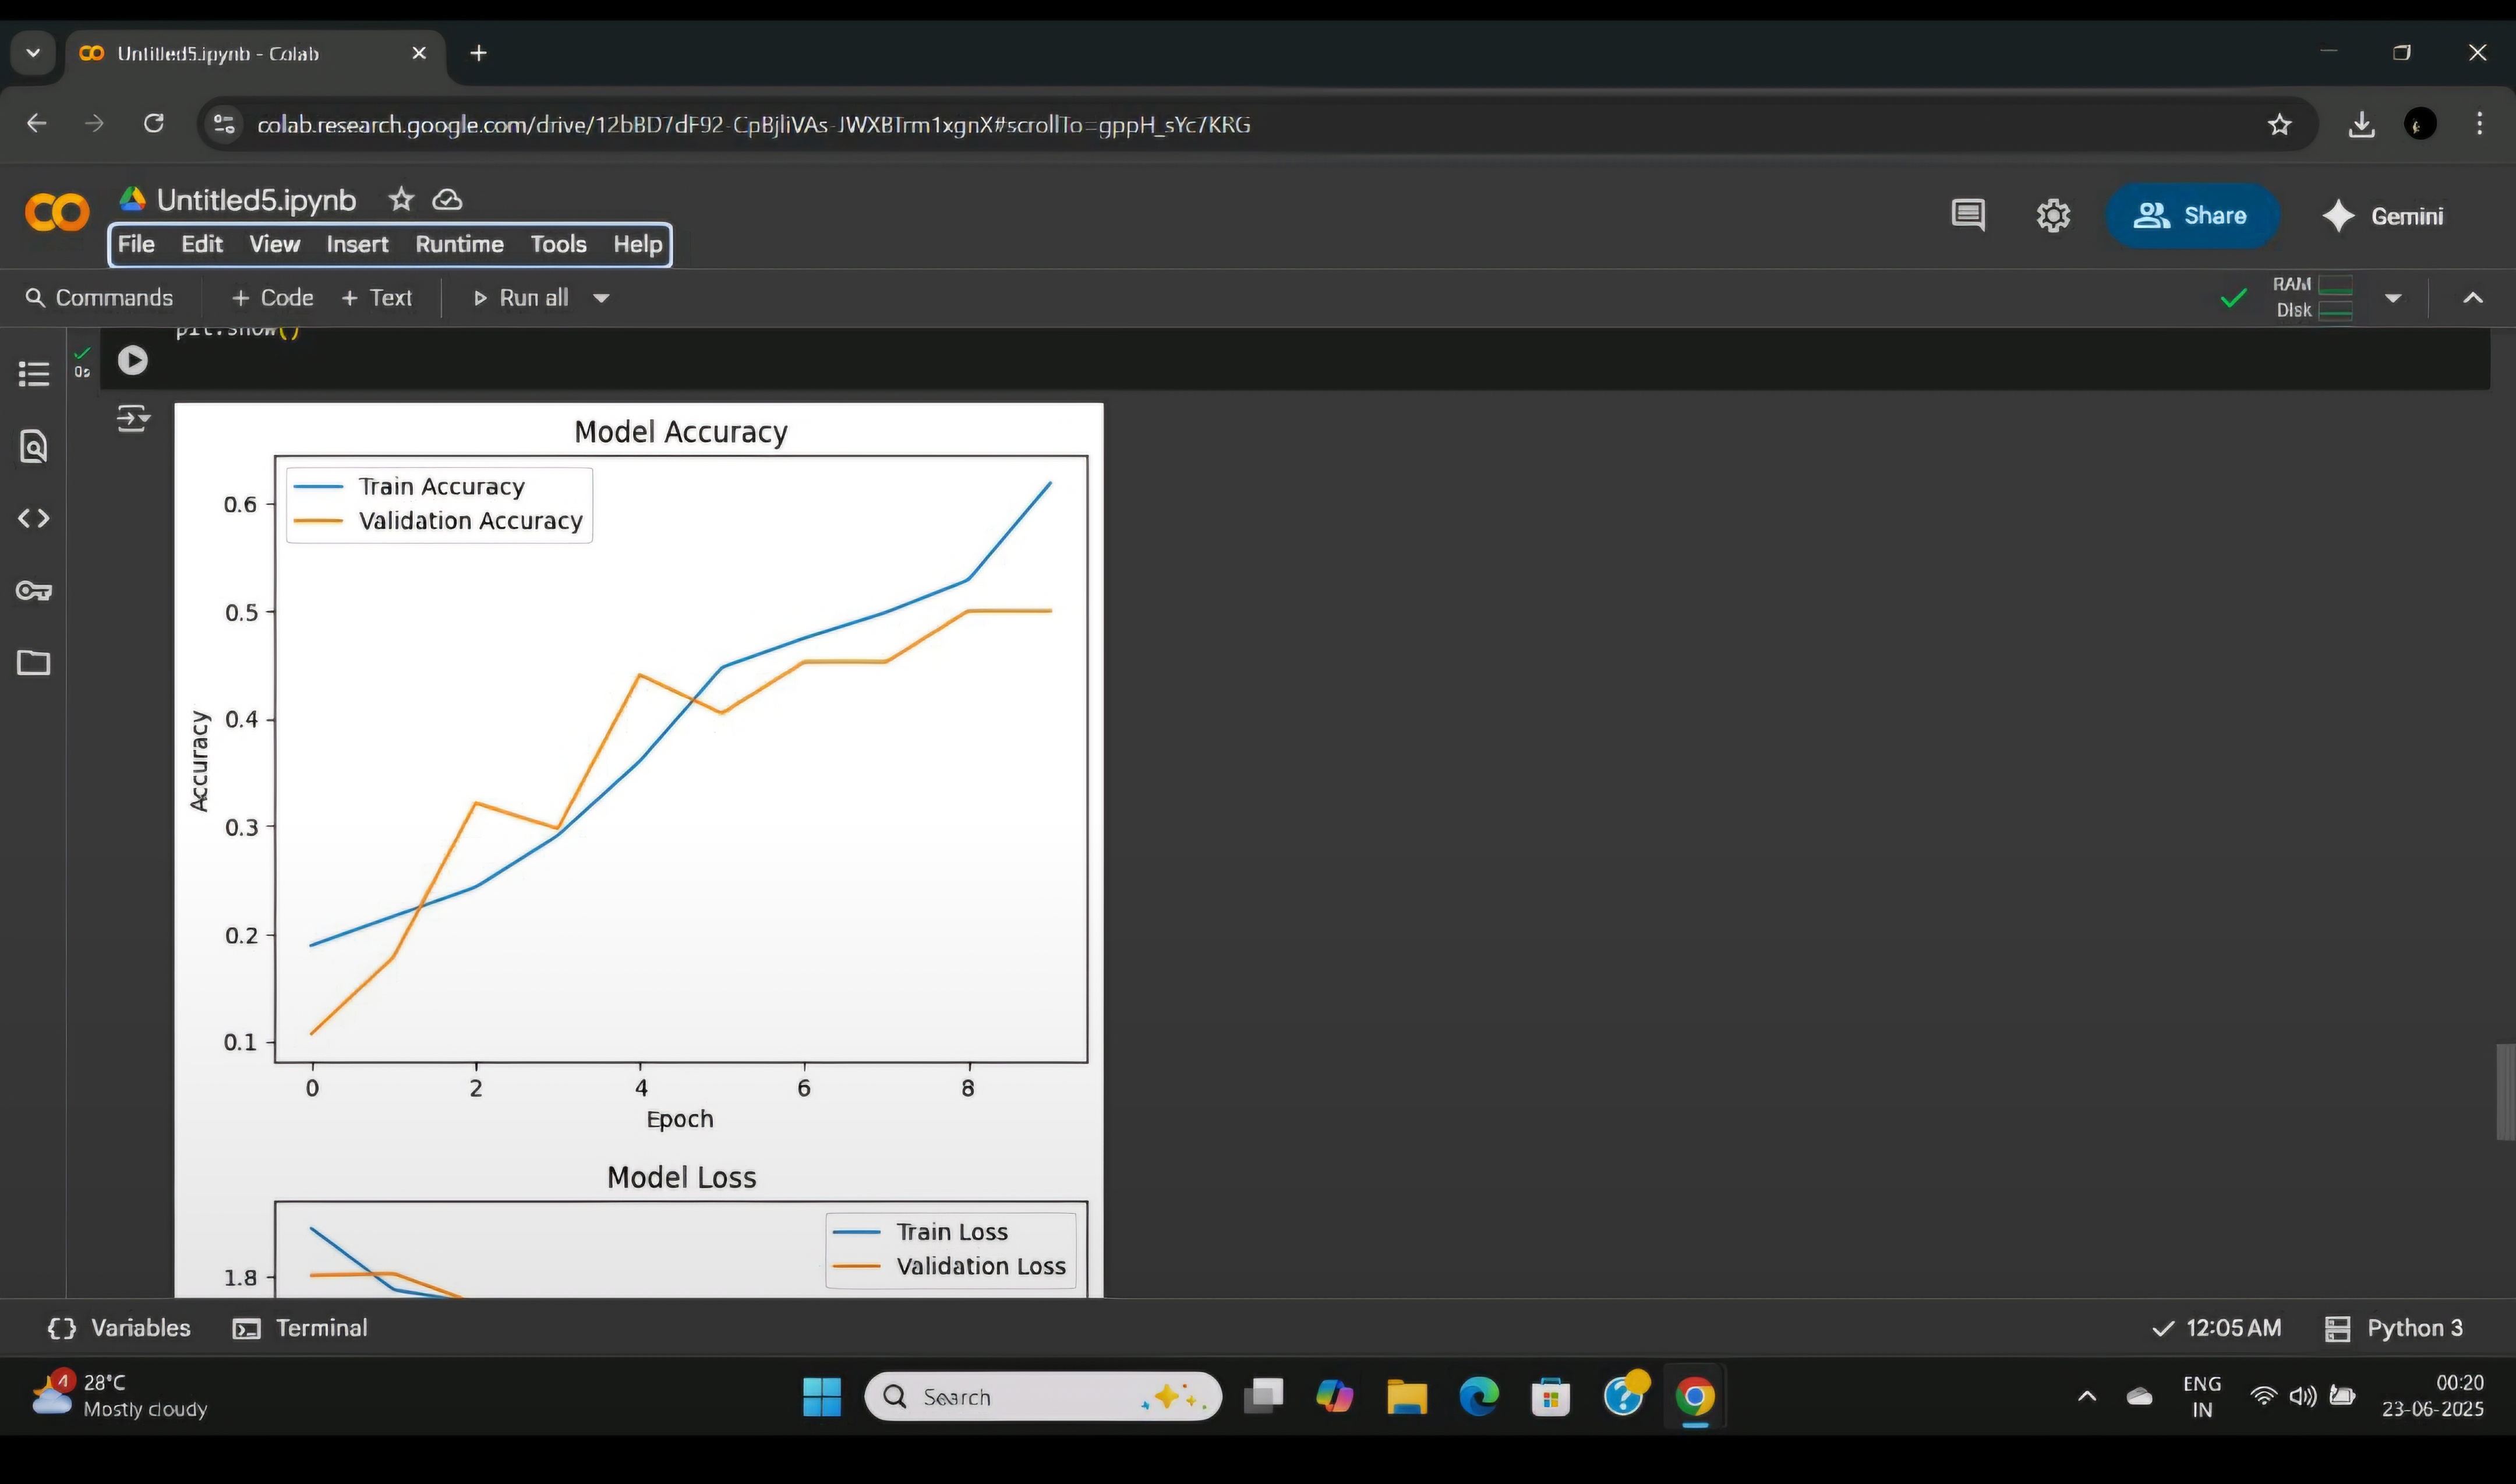 Untitled5.ipynb - Colab
colab.research.google.com/drive/12bBD7dF92-CpBjliVAs-JWXBTrm1xgnX#scrollTo=gppH_sYc7KRG
Untitled5.ipynb
File Edit View Insert Runtime Tools Help
Share
Gemini
Commands + Code + Text Run all
RAM
Disk
plt.show()
0s
Model Accuracy
Train Accuracy
Validation Accuracy
0.6
0.5
0.4
0.3
0.2
0.1
Accuracy
0 2 4 6 8
Epoch
Model Loss
Train Loss
Validation Loss
1.8
Variables Terminal
12:05 AM Python 3
4
28°C
Mostly cloudy
Search
ENG
IN
00:20
23-06-2025